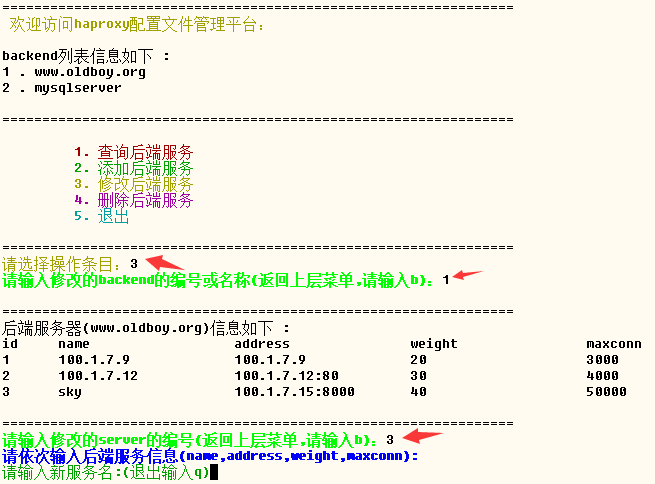 ================================================================
欢迎访问haproxy配置文件管理平台：
backend列表信息如下 :
1 . www.oldboy.org
2 . mysqlserver
================================================================
1. 查询后端服务
2. 添加后端服务
3. 修改后端服务
4. 删除后端服务
5. 退出
================================================================
请选择操作条目：3
请输入修改的backend的编号或名称(返回上层菜单,请输入b)：1
================================================================
后端服务器(www.oldboy.org)信息如下 :
id name address weight maxconn
1 100.1.7.9 100.1.7.9 20 3000
2 100.1.7.12 100.1.7.12:80 30 4000
3 sky 100.1.7.15:8000 40 50000
================================================================
请输入修改的server的编号(返回上层菜单,请输入b)：3
请依次输入后端服务信息(name,address,weight,maxconn):
请输入新服务名:(退出输入q)